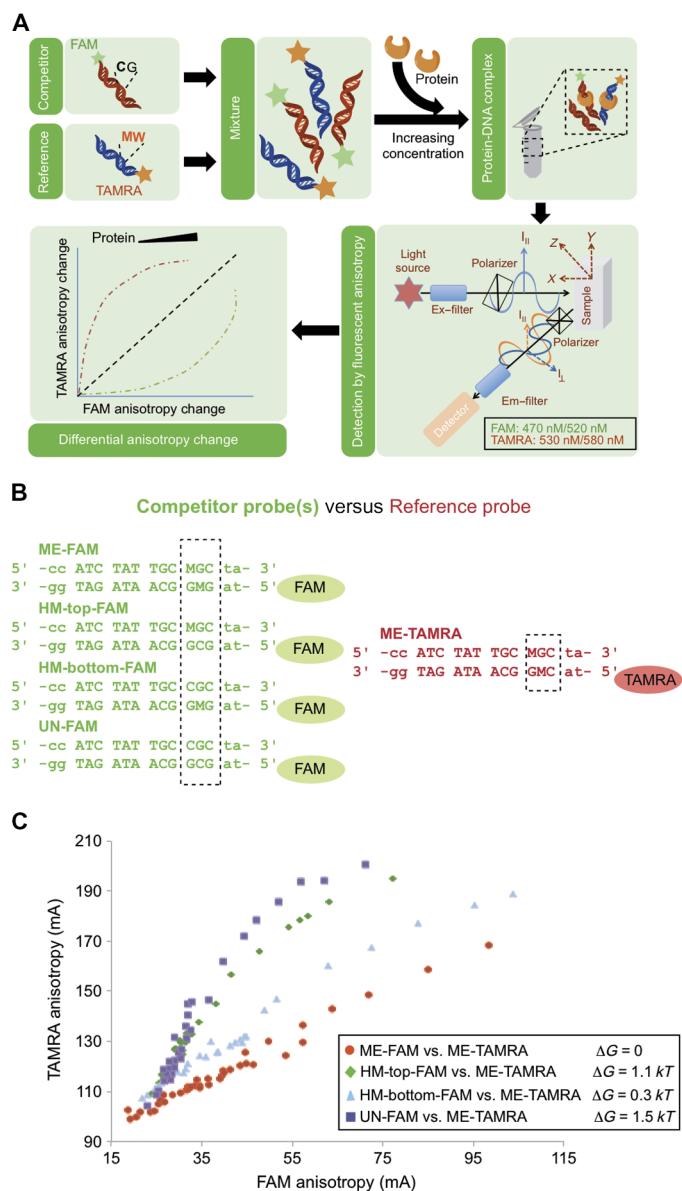 A
Competitor
FAM
CG
Reference
MW
TAMRA
Mixture
Protein
Increasing
concentration
Protein–DNA complex
Protein
TAMRA anisotropy change
FAM anisotropy change
Differential anisotropy change
Detection by fluorescent anisotropy
Light
source
Ex–filter
Polarizer
I||
Z
Y
X
Sample
I||
Polarizer
I⊥
Em–filter
Detector
FAM: 470 nM/520 nM
TAMRA: 530 nM/580 nM
B
Competitor probe(s) versus Reference probe
ME-FAM
5' -cc ATC TAT TGC MGC ta- 3'
3' -gg TAG ATA ACG GMG at- 5'
FAM
HM-top-FAM
5' -cc ATC TAT TGC MGC ta- 3'
3' -gg TAG ATA ACG GCG at- 5'
FAM
HM-bottom-FAM
5' -cc ATC TAT TGC CGC ta- 3'
3' -gg TAG ATA ACG GMG at- 5'
FAM
UN-FAM
5' -cc ATC TAT TGC CGC ta- 3'
3' -gg TAG ATA ACG GCG at- 5'
FAM
ME-TAMRA
5' -cc ATC TAT TGC MGC ta- 3'
3' -gg TAG ATA ACG GMC at- 5'
TAMRA
C
TAMRA anisotropy (mA)
210
190
170
150
130
110
90
15 35 55 75 95 115
FAM anisotropy (mA)
ME-FAM vs. ME-TAMRA ΔG = 0
HM-top-FAM vs. ME-TAMRA ΔG = 1.1 kT
HM-bottom-FAM vs. ME-TAMRA ΔG = 0.3 kT
UN-FAM vs. ME-TAMRA ΔG = 1.5 kT